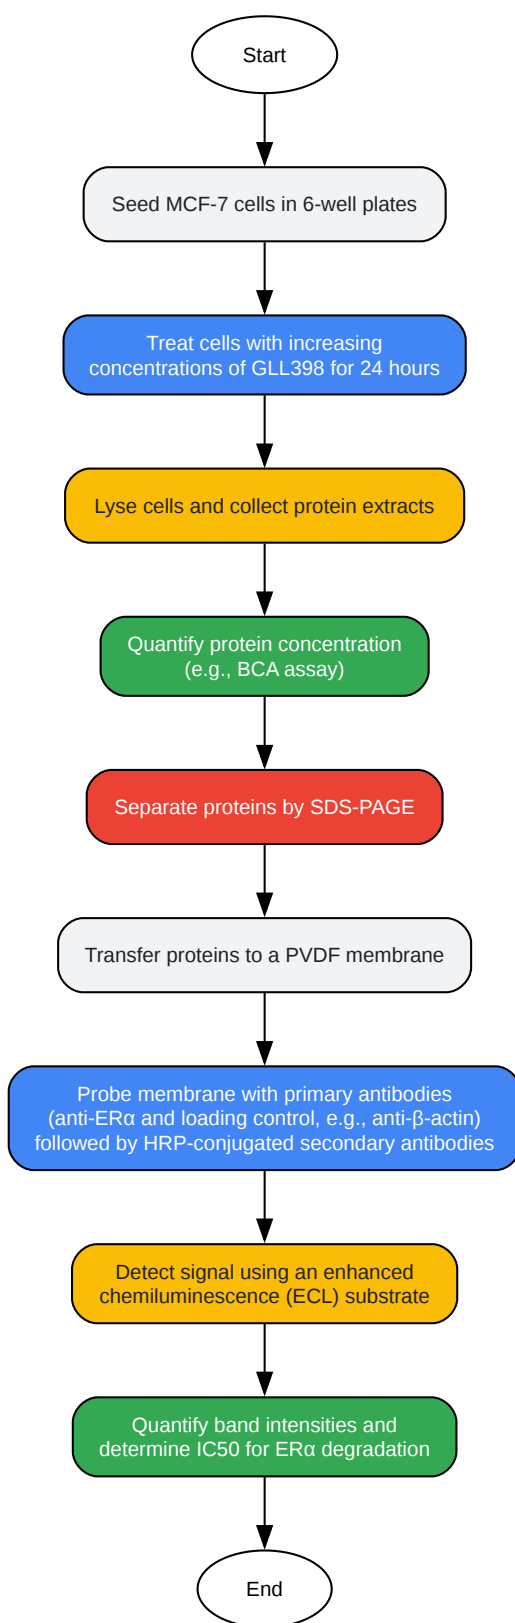 Start
Seed MCF-7 cells in 6-well plates
Treat cells with increasing
concentrations of GLL398 for 24 hours
Lyse cells and collect protein extracts
Quantify protein concentration
(e.g., BCA assay)
Separate proteins by SDS-PAGE
Transfer proteins to a PVDF membrane
Probe membrane with primary antibodies
(anti-ERα and loading control, e.g., anti-β-actin)
followed by HRP-conjugated secondary antibodies
Detect signal using an enhanced
chemiluminescence (ECL) substrate
Quantify band intensities and
determine IC50 for ERα degradation
End